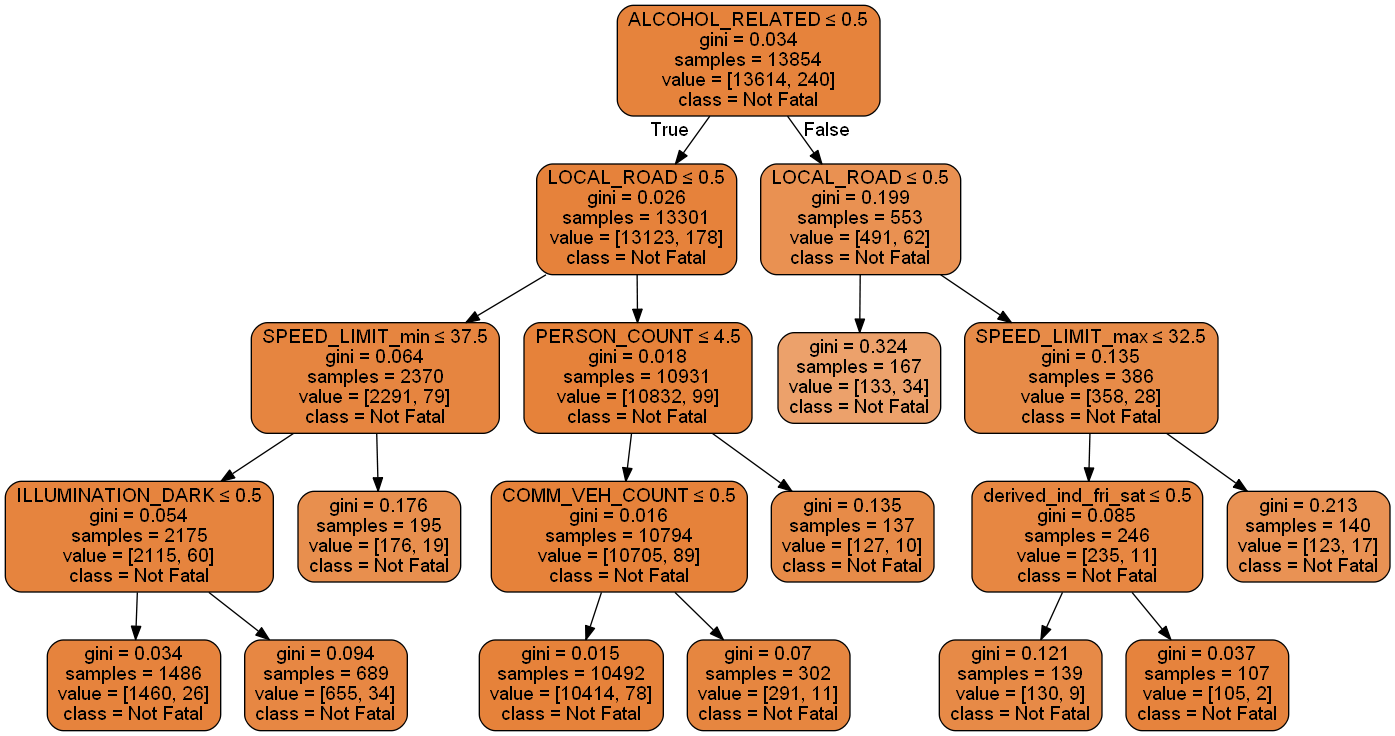 ALCOHOL_RELATED ≤ 0.5
gini = 0.034
samples = 13854
value = [13614, 240]
class = Not Fatal
True
False
LOCAL_ROAD ≤ 0.5
gini = 0.026
samples = 13301
value = [13123, 178]
class = Not Fatal
LOCAL_ROAD ≤ 0.5
gini = 0.199
samples = 553
value = [491, 62]
class = Not Fatal
SPEED_LIMIT_min ≤ 37.5
gini = 0.064
samples = 2370
value = [2291, 79]
class = Not Fatal
PERSON_COUNT ≤ 4.5
gini = 0.018
samples = 10931
value = [10832, 99]
class = Not Fatal
gini = 0.324
samples = 167
value = [133, 34]
class = Not Fatal
SPEED_LIMIT_max ≤ 32.5
gini = 0.135
samples = 386
value = [358, 28]
class = Not Fatal
ILLUMINATION_DARK ≤ 0.5
gini = 0.054
samples = 2175
value = [2115, 60]
class = Not Fatal
gini = 0.176
samples = 195
value = [176, 19]
class = Not Fatal
COMM_VEH_COUNT ≤ 0.5
gini = 0.016
samples = 10794
value = [10705, 89]
class = Not Fatal
gini = 0.135
samples = 137
value = [127, 10]
class = Not Fatal
derived_ind_fri_sat ≤ 0.5
gini = 0.085
samples = 246
value = [235, 11]
class = Not Fatal
gini = 0.213
samples = 140
value = [123, 17]
class = Not Fatal
gini = 0.034
samples = 1486
value = [1460, 26]
class = Not Fatal
gini = 0.094
samples = 689
value = [655, 34]
class = Not Fatal
gini = 0.015
samples = 10492
value = [10414, 78]
class = Not Fatal
gini = 0.07
samples = 302
value = [291, 11]
class = Not Fatal
gini = 0.121
samples = 139
value = [130, 9]
class = Not Fatal
gini = 0.037
samples = 107
value = [105, 2]
class = Not Fatal